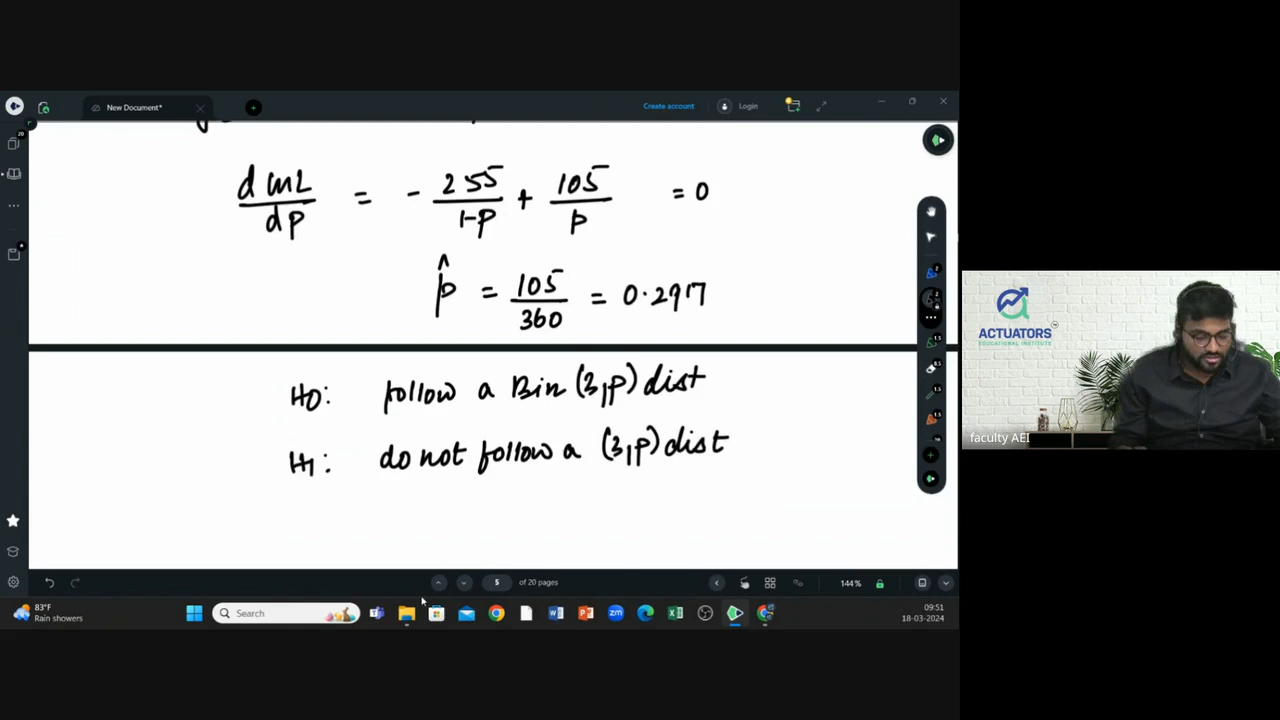 New Document*
Create account
Login
d lnL / dp = - 255 / 1-p + 105 / p = 0
p̂ = 105 / 360 = 0.297
H0: follow a Bin (3,p) dist
H1: do not follow a (3,p) dist
ACTUATORS
EDUCATIONAL INSTITUTE
faculty AEI
5 of 20 pages
144%
83°F
Rain showers
Search
09:51
18-03-2024